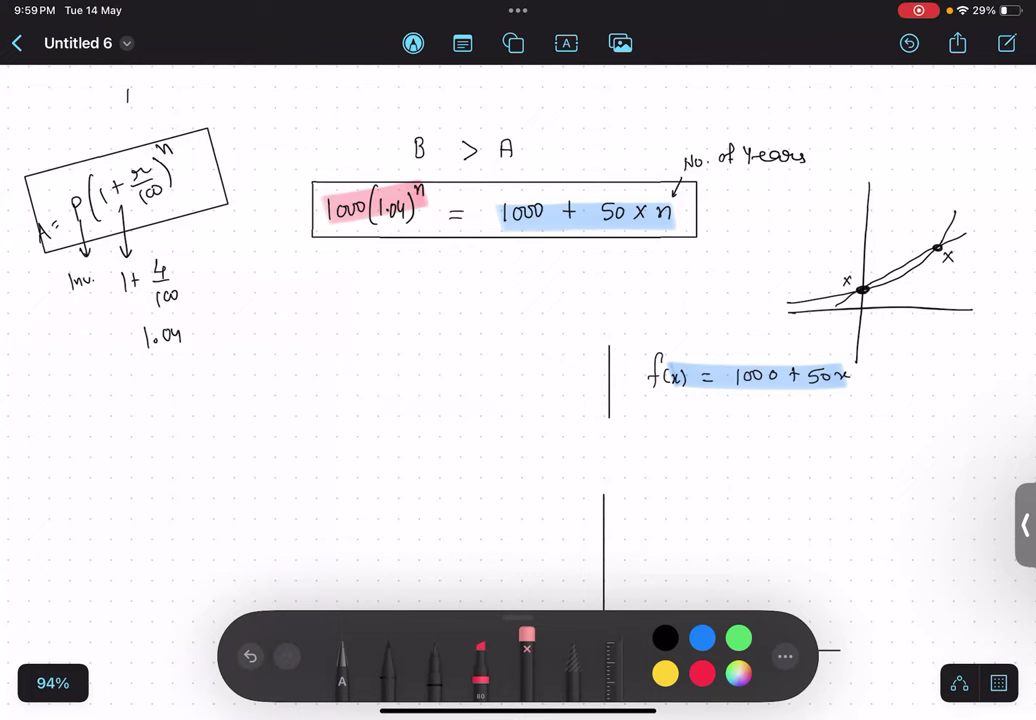 9:59 PM Tue 14 May
29%
Untitled 6
A = P(1 + r/100)^n
Inv.
1 + 4/100
1.04
B > A
No. of years
1000(1.04)^n = 1000 + 50 × n
x
x
f(x) = 1000 + 50x
A
80
94%